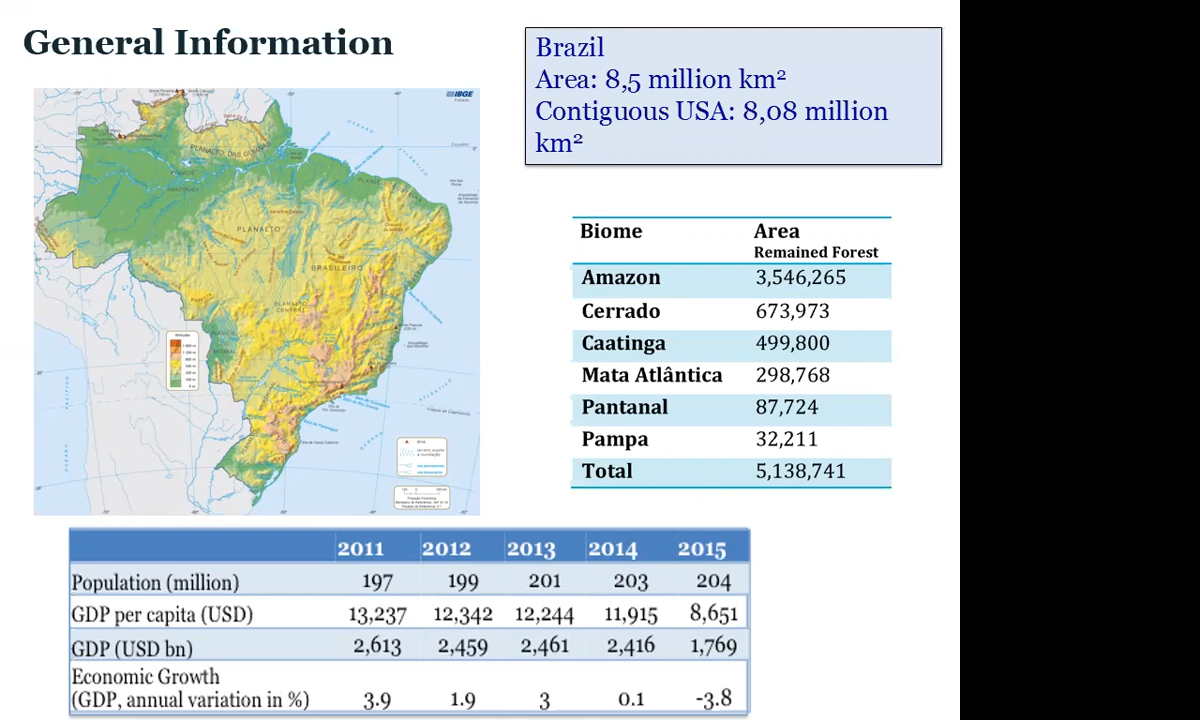 General Information
Brazil
Area: 8,5 million km²
Contiguous USA: 8,08 million
km²
IBGE
PLANALTO DAS GUIANAS
PLANALTO
BRASILEIRO
PLANALTO
CENTRAL
Biome Area
Remained Forest
Amazon 3,546,265
Cerrado 673,973
Caatinga 499,800
Mata Atlântica 298,768
Pantanal 87,724
Pampa 32,211
Total 5,138,741
2011 2012 2013 2014 2015
Population (million) 197 199 201 203 204
GDP per capita (USD) 13,237 12,342 12,244 11,915 8,651
GDP (USD bn) 2,613 2,459 2,461 2,416 1,769
Economic Growth
(GDP, annual variation in %) 3.9 1.9 3 0.1 -3.8